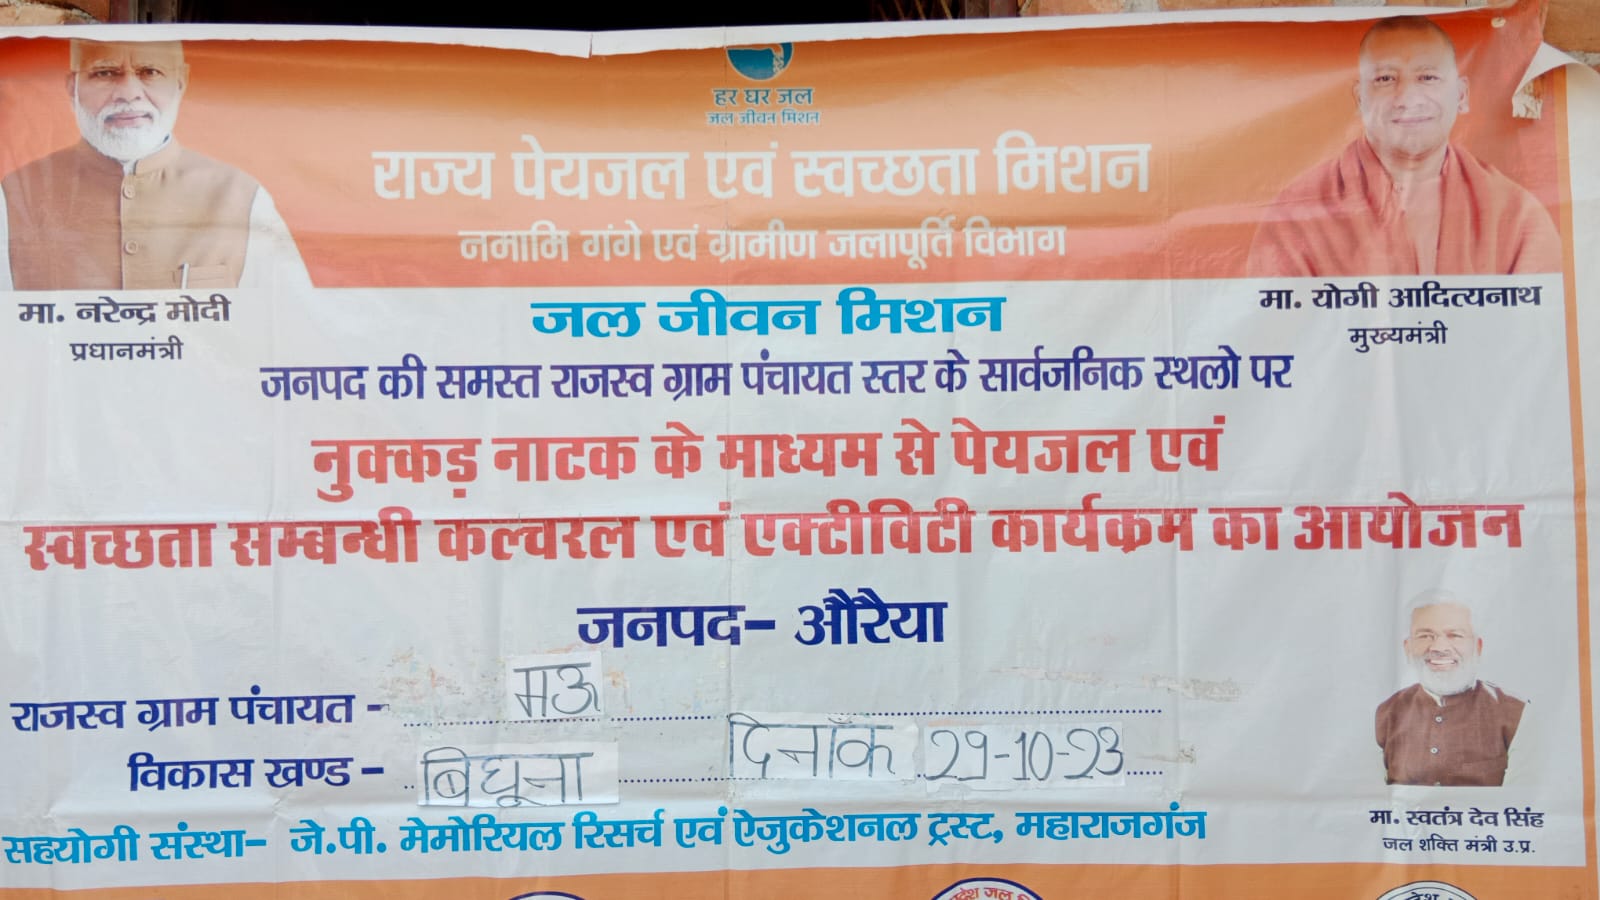 हर घर जल
जल जीवन मिशन
राज्य पेयजल एवं स्वच्छता मिशन
नमामि गंगे एवं ग्रामीण जलापूर्ति विभाग
मा. नरेन्द्र मोदी
प्रधानमंत्री
मा. योगी आदित्यनाथ
मुख्यमंत्री
जल जीवन मिशन
जनपद की समस्त राजस्व ग्राम पंचायत स्तर के सार्वजनिक स्थलो पर
नुक्कड़ नाटक के माध्यम से पेयजल एवं
स्वच्छता सम्बन्धी कल्चरल एवं एक्टीविटी कार्यक्रम का आयोजन
जनपद- औरैया
राजस्व ग्राम पंचायत - मऊ
विकास खण्ड - बिधूना दिनाँक 29-10-23
सहयोगी संस्था- जे.पी. मेमोरियल रिसर्च एवं ऐजुकेशनल ट्रस्ट, महाराजगंज
मा. स्वतंत्र देव सिंह
जल शक्ति मंत्री उ.प्र.